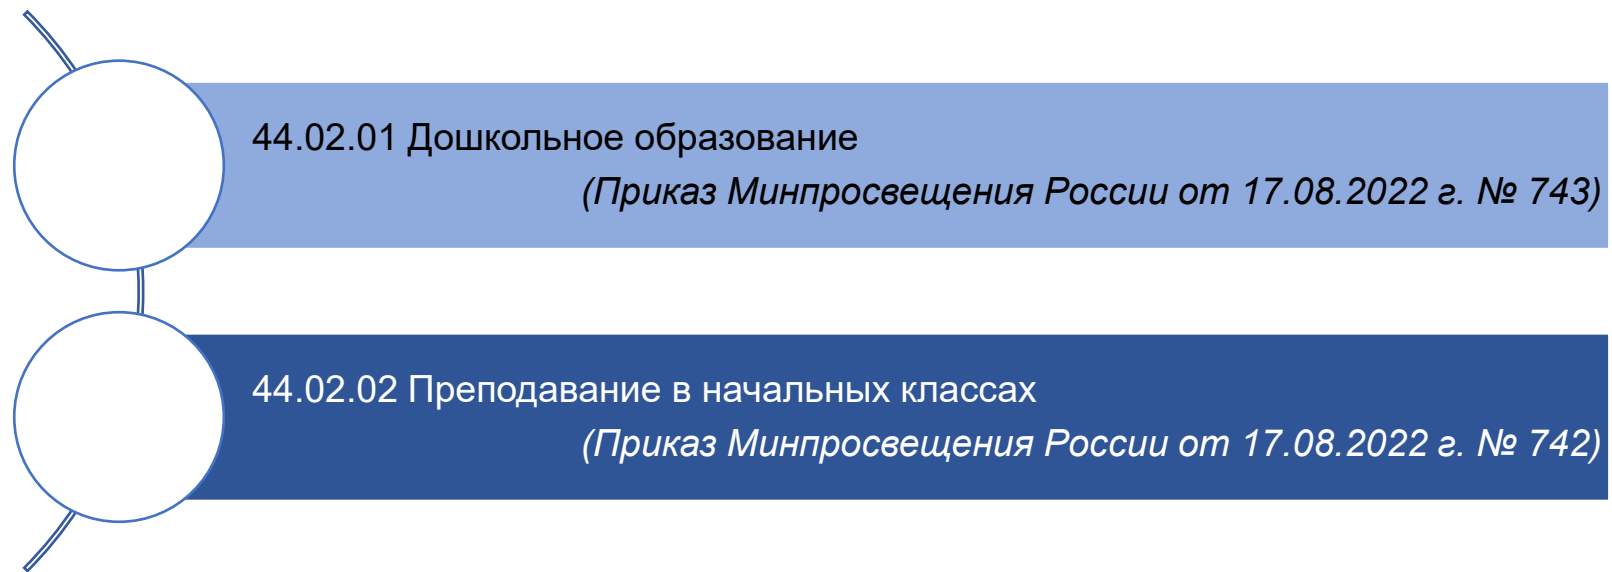 44.02.01 Дошкольное образование
(Приказ Минпросвещения России от 17.08.2022 г. № 743)
44.02.02 Преподавание в начальных классах
(Приказ Минпросвещения России от 17.08.2022 г. № 742)